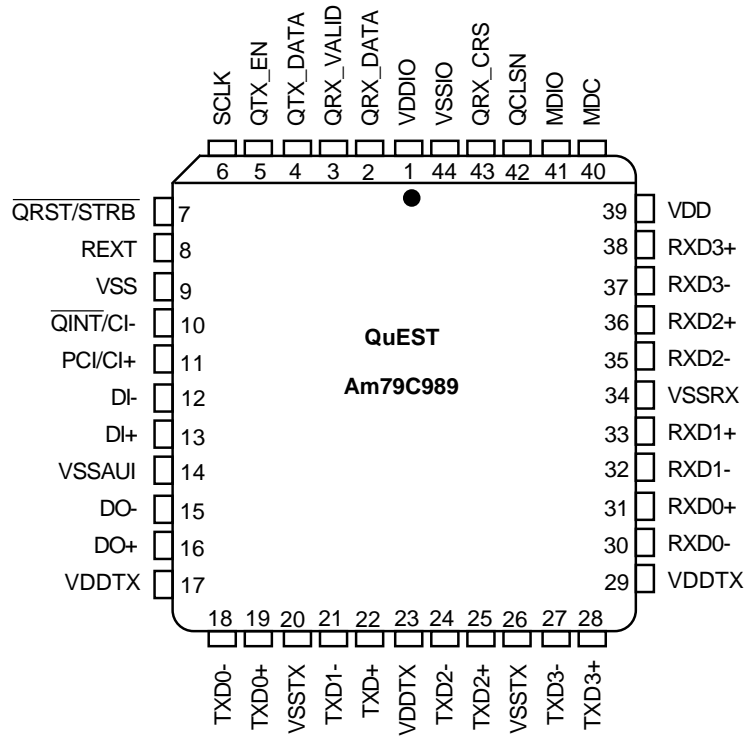 SCLK
QTX_EN
QTX_DATA
QRX_VALID
QRX_DATA
VDDIO
VSSIO
QRX_CRS
QCLSN
MDIO
MDC
6 5 4 3 2 1 44 43 42 41 40
QRST/STRB 7
REXT 8
VSS 9
QINT/CI- 10
PCI/CI+ 11
DI- 12
DI+ 13
VSSAUI 14
DO- 15
DO+ 16
VDDTX 17
QuEST
Am79C989
39 VDD
38 RXD3+
37 RXD3-
36 RXD2+
35 RXD2-
34 VSSRX
33 RXD1+
32 RXD1-
31 RXD0+
30 RXD0-
29 VDDTX
18 19 20 21 22 23 24 25 26 27 28
TXD0-
TXD0+
VSSTX
TXD1-
TXD+
VDDTX
TXD2-
TXD2+
VSSTX
TXD3-
TXD3+